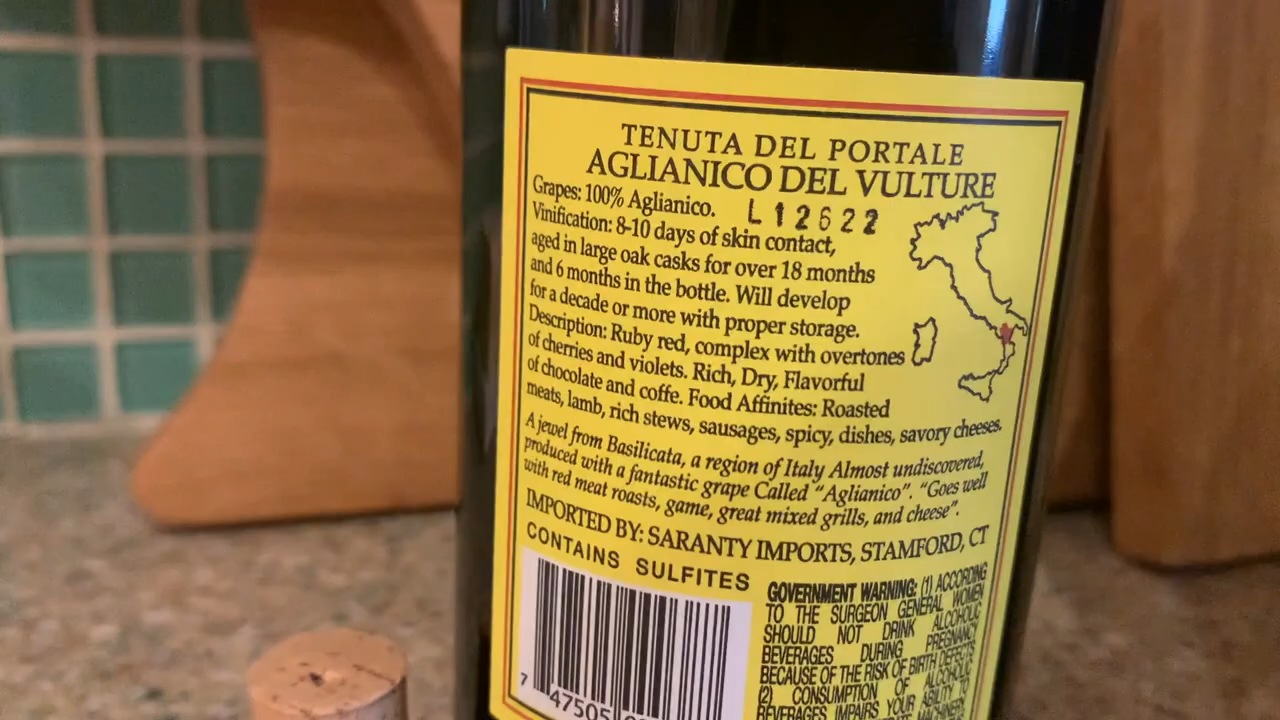 TENUTA DEL PORTALE
AGLIANICO DEL VULTURE
Grapes: 100% Aglianico. L12622
Vinification: 8-10 days of skin contact,
aged in large oak casks for over 18 months
and 6 months in the bottle. Will develop
for a decade or more with proper storage.
Description: Ruby red, complex with overtones
of cherries and violets. Rich, Dry, Flavorful
of chocolate and coffe. Food Affinites: Roasted
meats, lamb, rich stews, sausages, spicy, dishes, savory cheeses.
A jewel from Basilicata, a region of Italy Almost undiscovered,
produced with a fantastic grape Called "Aglianico". "Goes well
with red meat roasts, game, great mixed grills, and cheese".
IMPORTED BY: SARANTY IMPORTS, STAMFORD, CT
CONTAINS SULFITES
GOVERNMENT WARNING: (1) ACCORDING
TO THE SURGEON GENERAL WOMEN
SHOULD NOT DRINK ALCOHOLIC
BEVERAGES DURING PREGNANCY
BECAUSE OF THE RISK OF BIRTH DEFECTS
(2) CONSUMPTION OF ALCOHOLIC
BEVERAGES IMPAIRS YOUR ABILITY TO
7 47505